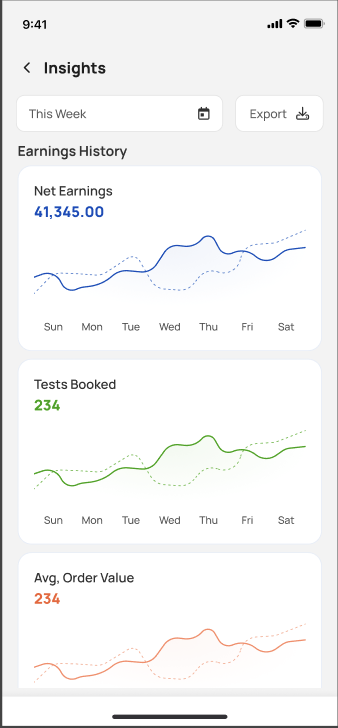 9:41
Insights
This Week
Export
Earnings History
Net Earnings
41,345.00
Sun Mon Tue Wed Thu Fri Sat
Tests Booked
234
Sun Mon Tue Wed Thu Fri Sat
Avg, Order Value
234